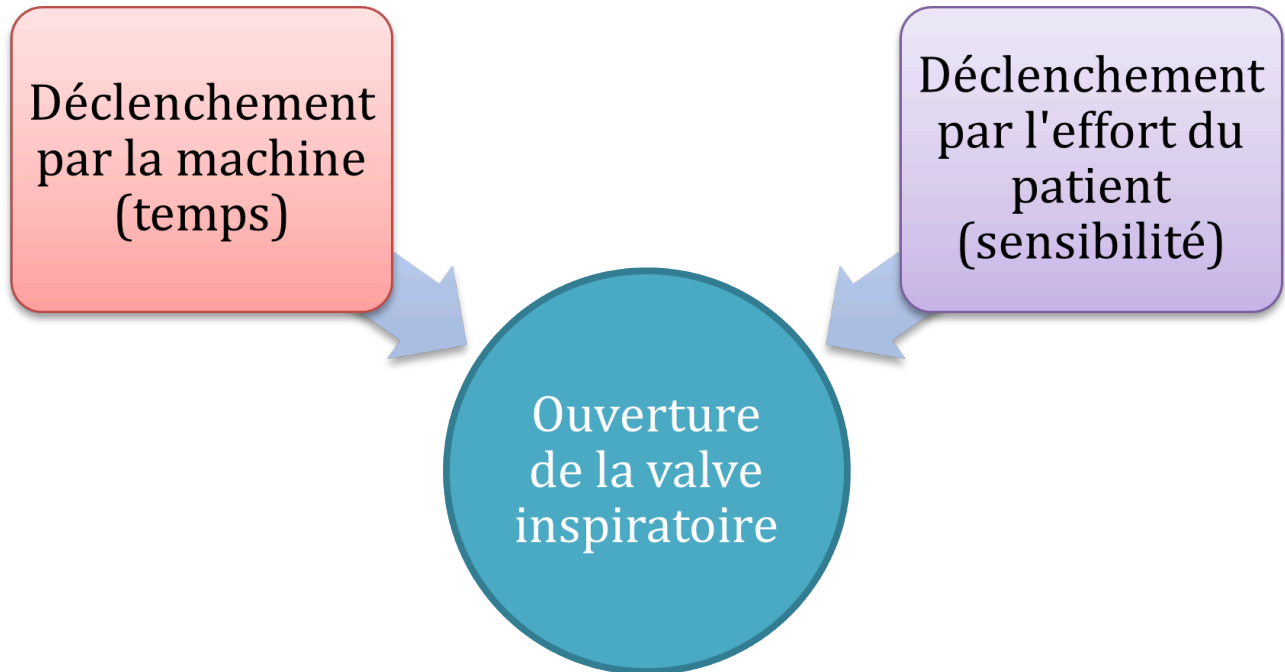 Déclenchement
par la machine
(temps)
Déclenchement
par l'effort du
patient
(sensibilité)
Ouverture
de la valve
inspiratoire